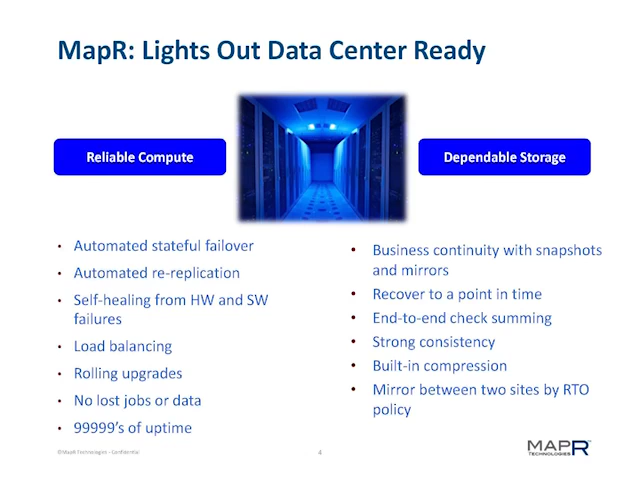 MapR: Lights Out Data Center Ready
Reliable Compute
Dependable Storage
• Automated stateful failover
• Automated re-replication
• Self-healing from HW and SW
failures
• Load balancing
• Rolling upgrades
• No lost jobs or data
• 99999's of uptime
• Business continuity with snapshots
and mirrors
• Recover to a point in time
• End-to-end check summing
• Strong consistency
• Built-in compression
• Mirror between two sites by RTO
policy
©MapR Technologies - Confidential
4
MAPR
TECHNOLOGIES